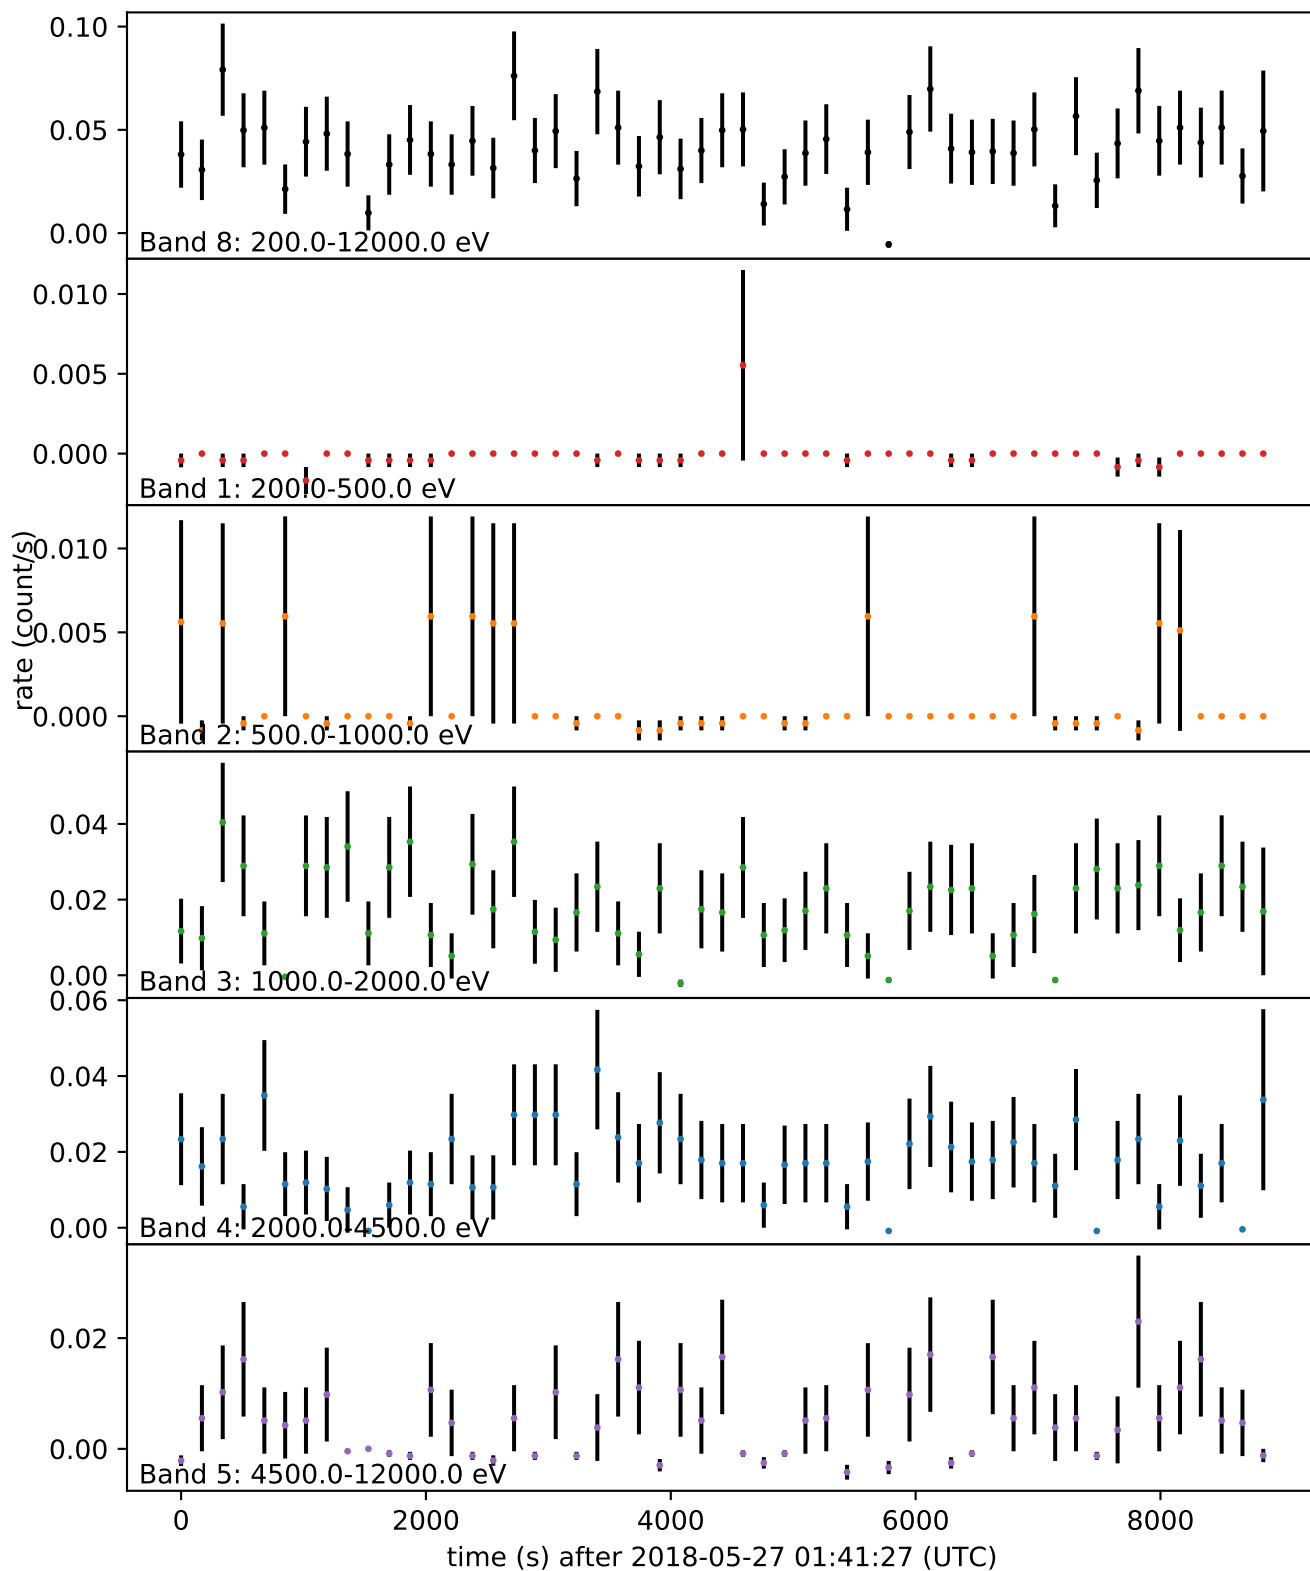 0.10
0.05
0.00
Band 8: 200.0-12000.0 eV
0.010
0.005
0.000
Band 1: 200.0-500.0 eV
rate (count/s)
0.010
0.005
0.000
Band 2: 500.0-1000.0 eV
0.04
0.02
0.00
Band 3: 1000.0-2000.0 eV
0.06
0.04
0.02
0.00
Band 4: 2000.0-4500.0 eV
0.02
0.00
Band 5: 4500.0-12000.0 eV
0 2000 4000 6000 8000
time (s) after 2018-05-27 01:41:27 (UTC)